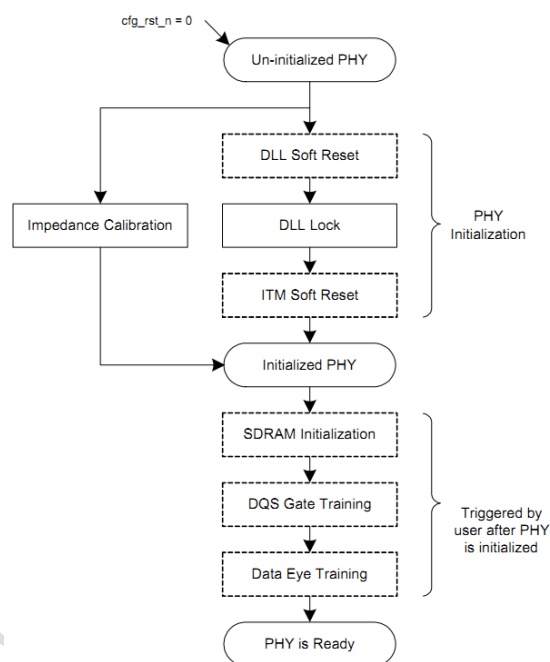 cfg_rst_n = 0
Un-initialized PHY
DLL Soft Reset
Impedance Calibration
DLL Lock
PHY
Initialization
ITM Soft Reset
Initialized PHY
SDRAM Initialization
DQS Gate Training
Triggered by
user after PHY
is initialized
Data Eye Training
PHY is Ready